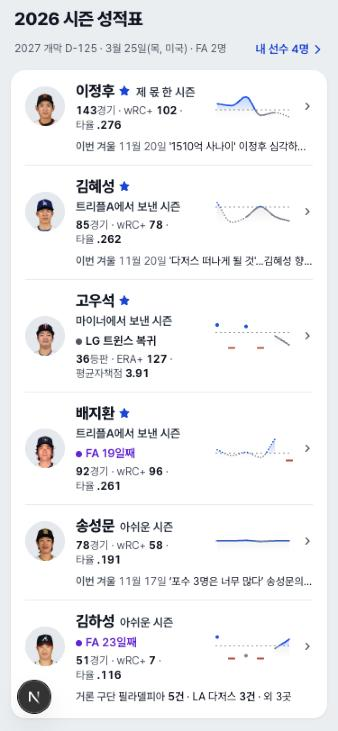 2026 시즌 성적표
2027 개막 D-125 · 3월 25일(목, 미국) · FA 2명
내 선수 4명 >
이정후 ★ 제 몫 한 시즌
143경기 · wRC+ 102 ·
타율 .276
이번 겨울 11월 20일 '1510억 사나이' 이정후 심각하...
김혜성 ★
트리플A에서 보낸 시즌
85경기 · wRC+ 78 ·
타율 .262
이번 겨울 11월 20일 '다저스 떠나게 될 것'...김혜성 향...
고우석 ★
마이너에서 보낸 시즌
● LG 트윈스 복귀
36등판 · ERA+ 127 ·
평균자책점 3.91
배지환 ★
트리플A에서 보낸 시즌
● FA 19일째
92경기 · wRC+ 96 ·
타율 .261
송성문 아쉬운 시즌
78경기 · wRC+ 58 ·
타율 .191
이번 겨울 11월 17일 '포수 3명은 너무 많다' 송성문의...
김하성 아쉬운 시즌
● FA 23일째
51경기 · wRC+ 7 ·
타율 .116
거론 구단 필라델피아 5건 · LA 다저스 3건 · 외 3곳
N